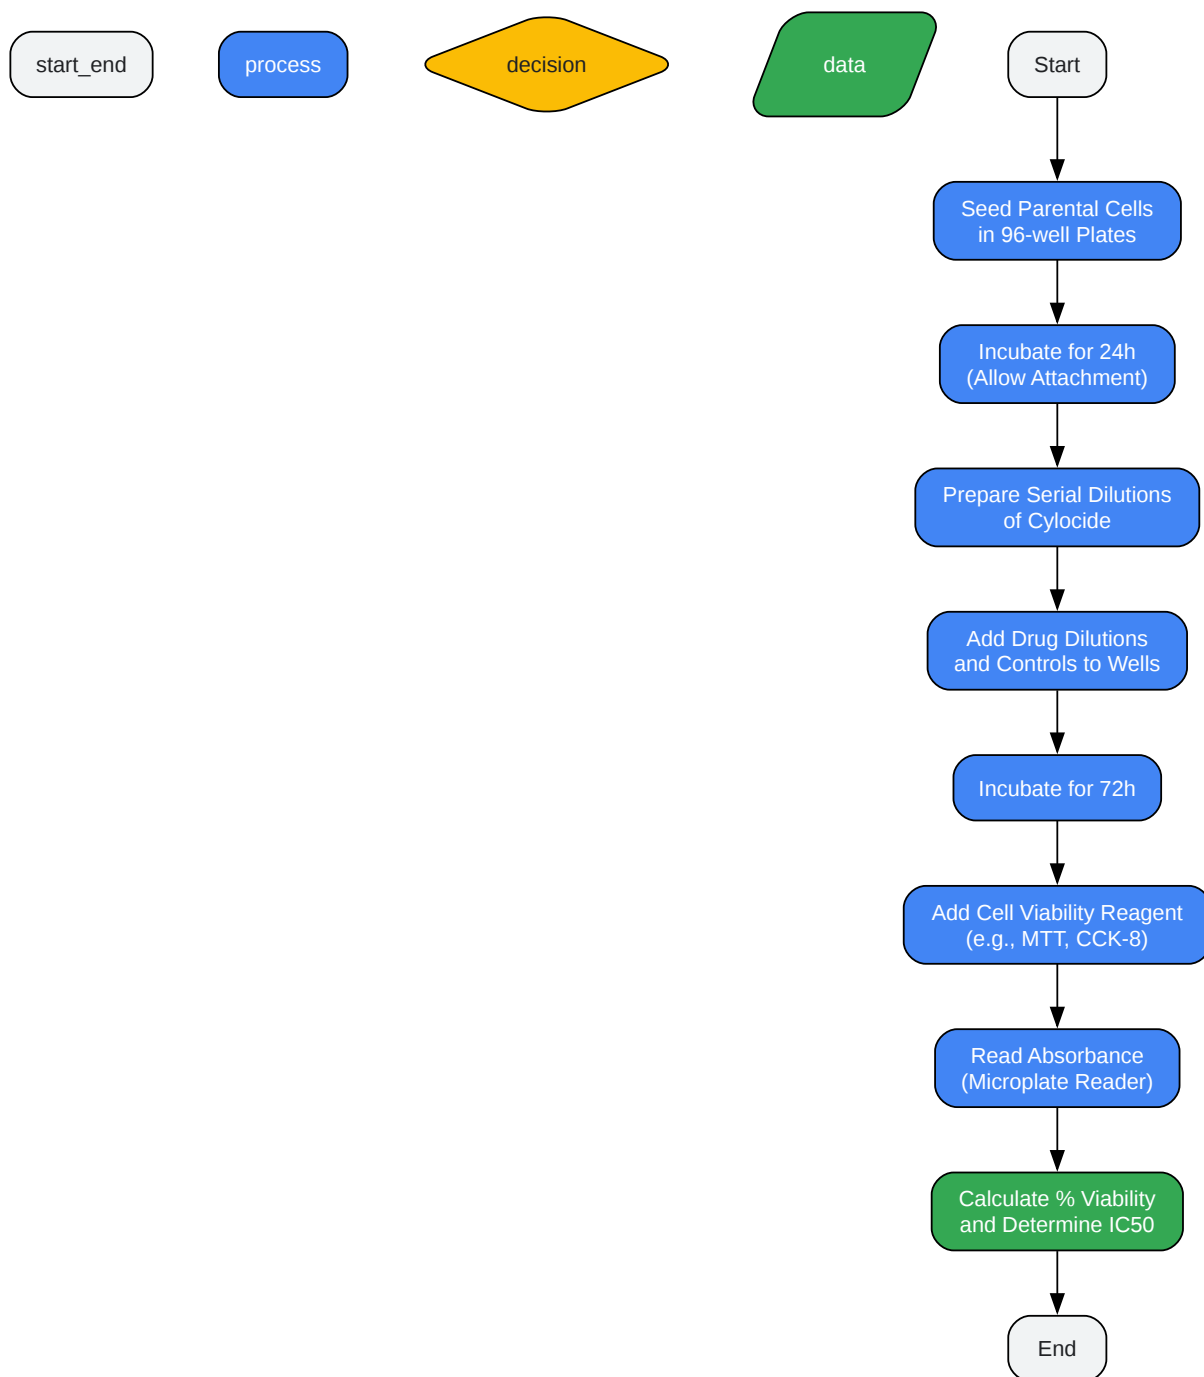 start_end
process
decision
data
Start
Seed Parental Cells
in 96-well Plates
Incubate for 24h
(Allow Attachment)
Prepare Serial Dilutions
of Cylocide
Add Drug Dilutions
and Controls to Wells
Incubate for 72h
Add Cell Viability Reagent
(e.g., MTT, CCK-8)
Read Absorbance
(Microplate Reader)
Calculate % Viability
and Determine IC50
End